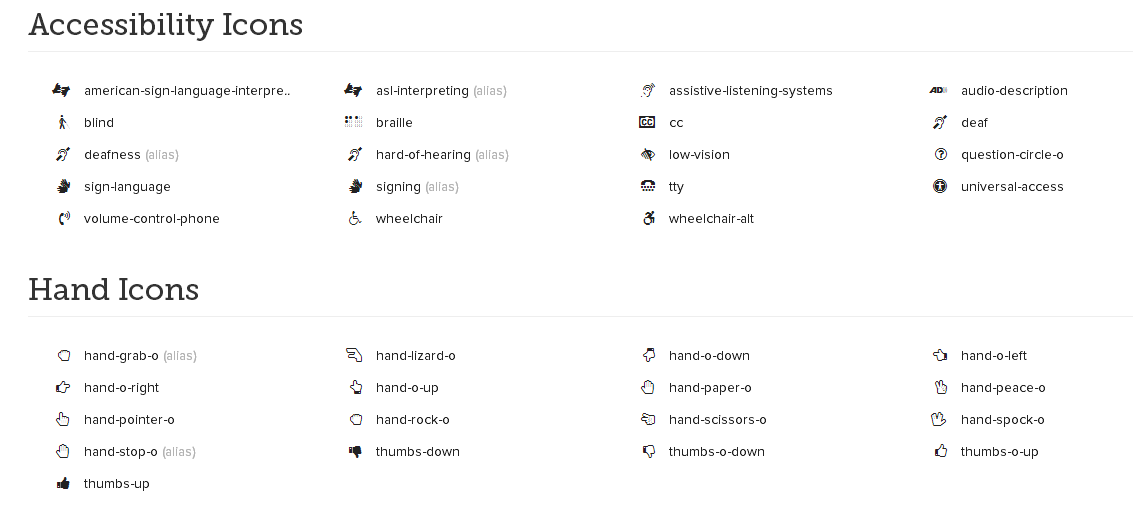 Accessibility Icons
american-sign-language-interpre.. asl-interpreting (alias) assistive-listening-systems audio-description
blind braille cc deaf
deafness (alias) hard-of-hearing (alias) low-vision question-circle-o
sign-language signing (alias) tty universal-access
volume-control-phone wheelchair wheelchair-alt
Hand Icons
hand-grab-o (alias) hand-lizard-o hand-o-down hand-o-left
hand-o-right hand-o-up hand-paper-o hand-peace-o
hand-pointer-o hand-rock-o hand-scissors-o hand-spock-o
hand-stop-o (alias) thumbs-down thumbs-o-down thumbs-o-up
thumbs-up